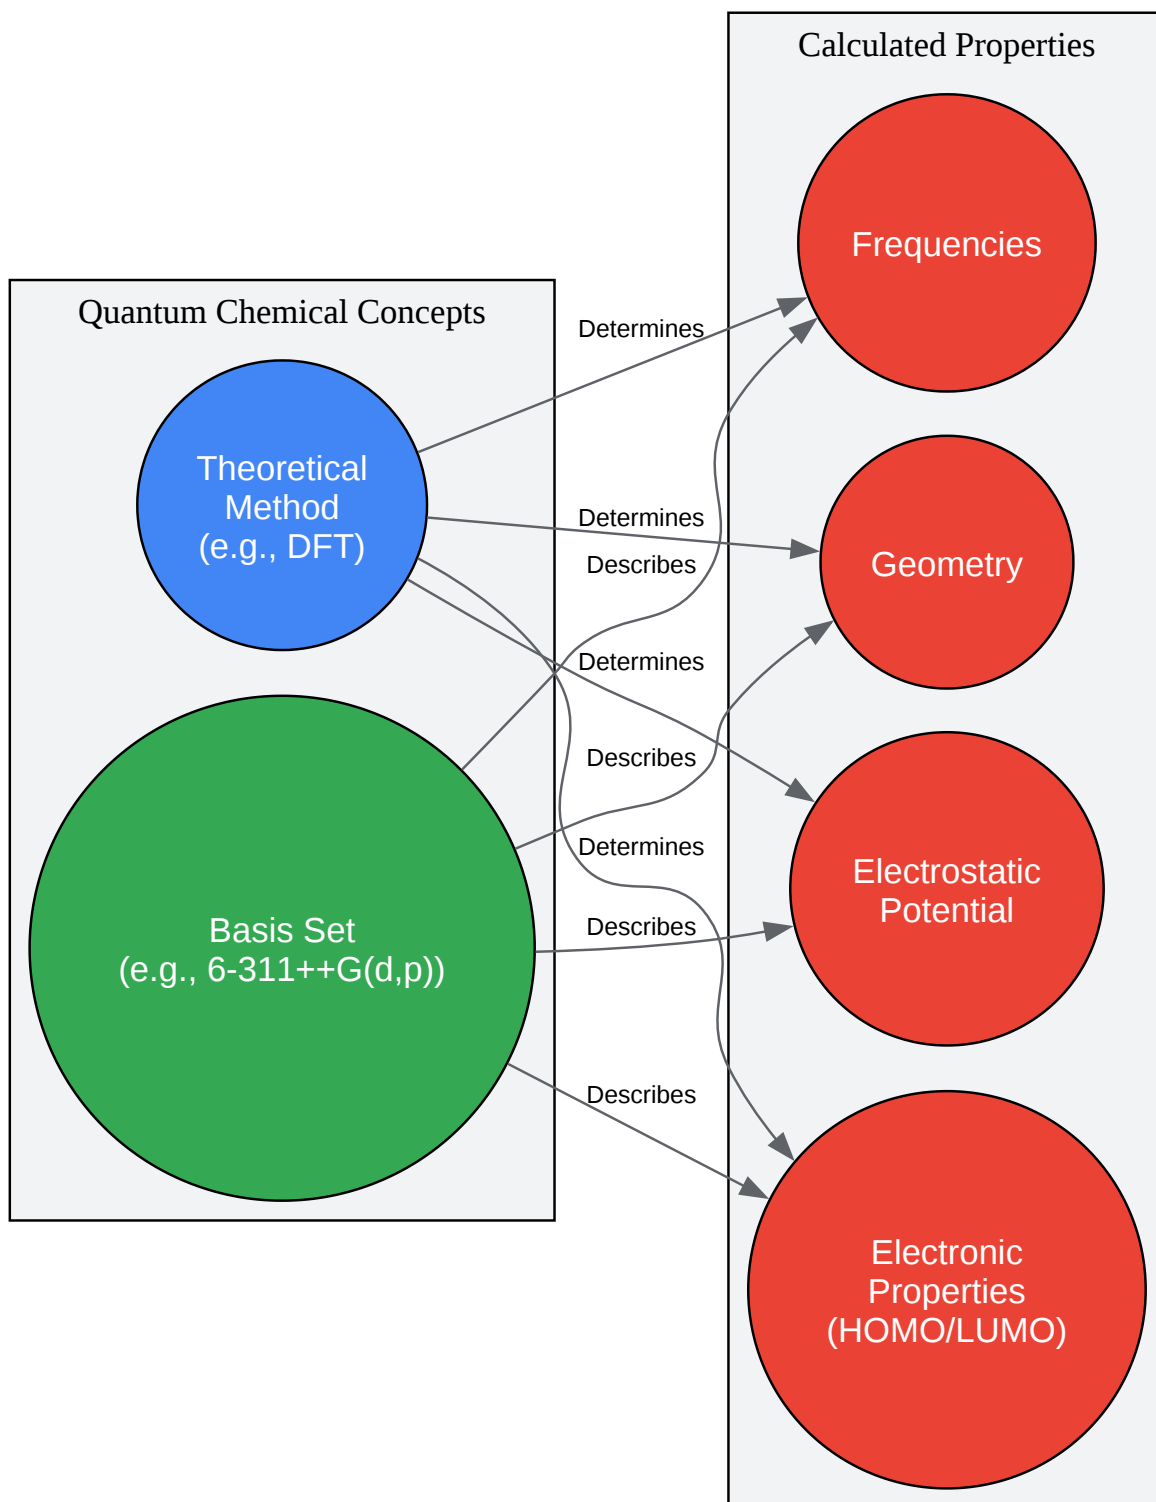 Calculated Properties
Frequencies
Quantum Chemical Concepts
Determines
Theoretical
Method
(e.g., DFT)
Determines
Describes
Geometry
Determines
Describes
Determines
Electrostatic
Potential
Basis Set
(e.g., 6-311++G(d,p))
Describes
Describes
Electronic
Properties
(HOMO/LUMO)